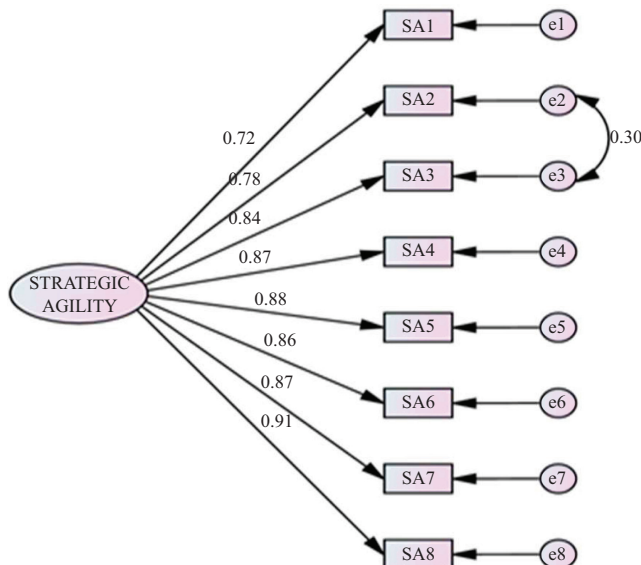 SA1
e1
SA2
e2
0.72
0.30
0.78
SA3
e3
0.84
0.87
SA4
e4
STRATEGIC
AGILITY
0.88
SA5
e5
0.86
0.87
SA6
e6
0.91
SA7
e7
SA8
e8